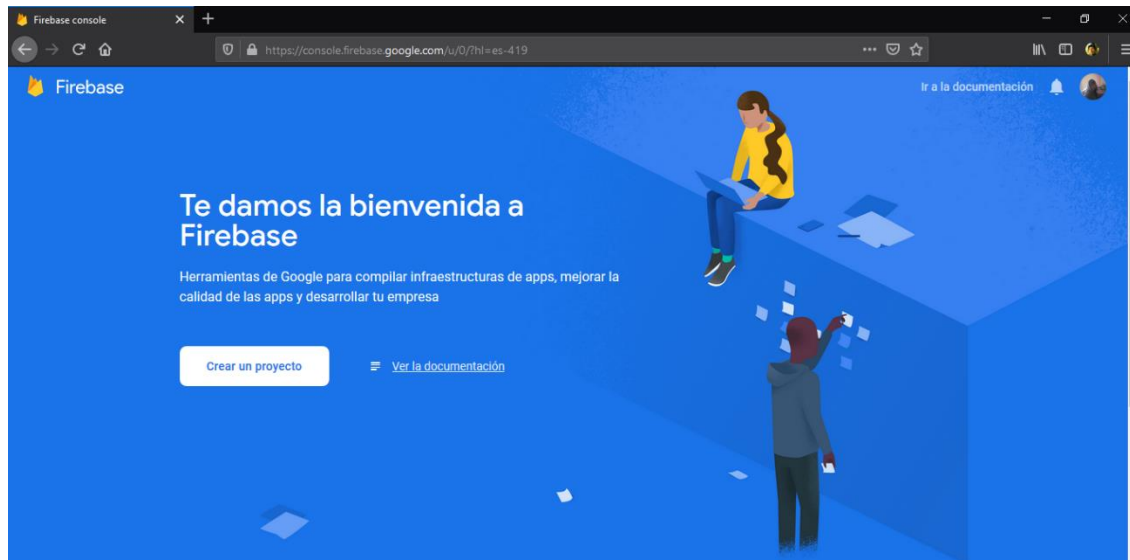 Firebase console
https://console.firebase.google.com/u/0/?hl=es-419
Firebase
Ir a la documentación
Te damos la bienvenida a
Firebase
Herramientas de Google para compilar infraestructuras de apps, mejorar la
calidad de las apps y desarrollar tu empresa
Crear un proyecto
Ver la documentación